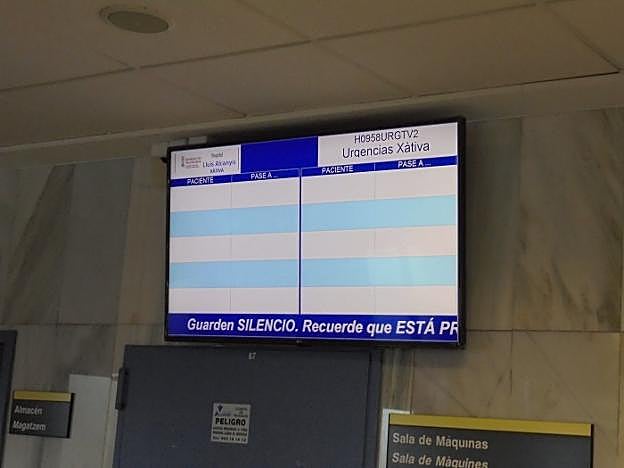 H0958URGTV2
Urgencias Xàtiva
Hospital
Lluís Alcanyís
XÀTIVA
PACIENTE PASE A ... PACIENTE PASE A ...
Guarden SILENCIO. Recuerde que ESTÁ PR
67
PELIGRO
Almacén
Magatzem
Sala de Máquinas
Sala de Màquines